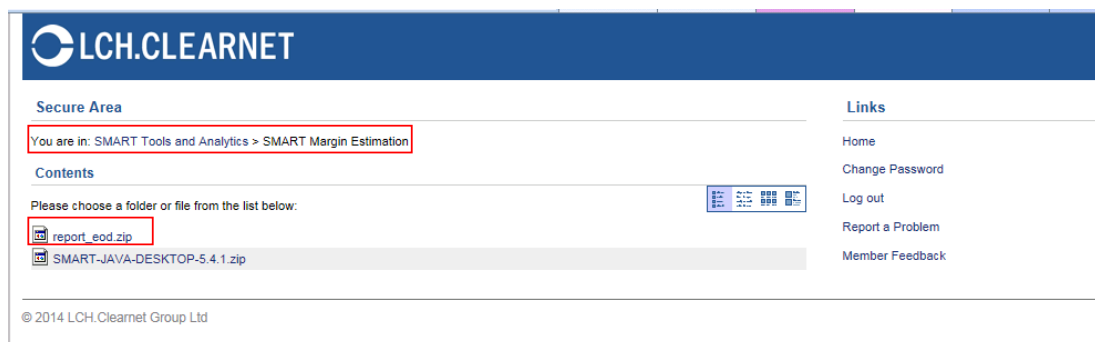 LCH.CLEARNET
Secure Area
You are in: SMART Tools and Analytics > SMART Margin Estimation
Contents
Please choose a folder or file from the list below:
report_eod.zip
SMART-JAVA-DESKTOP-5.4.1.zip
Links
Home
Change Password
Log out
Report a Problem
Member Feedback
© 2014 LCH.Clearnet Group Ltd